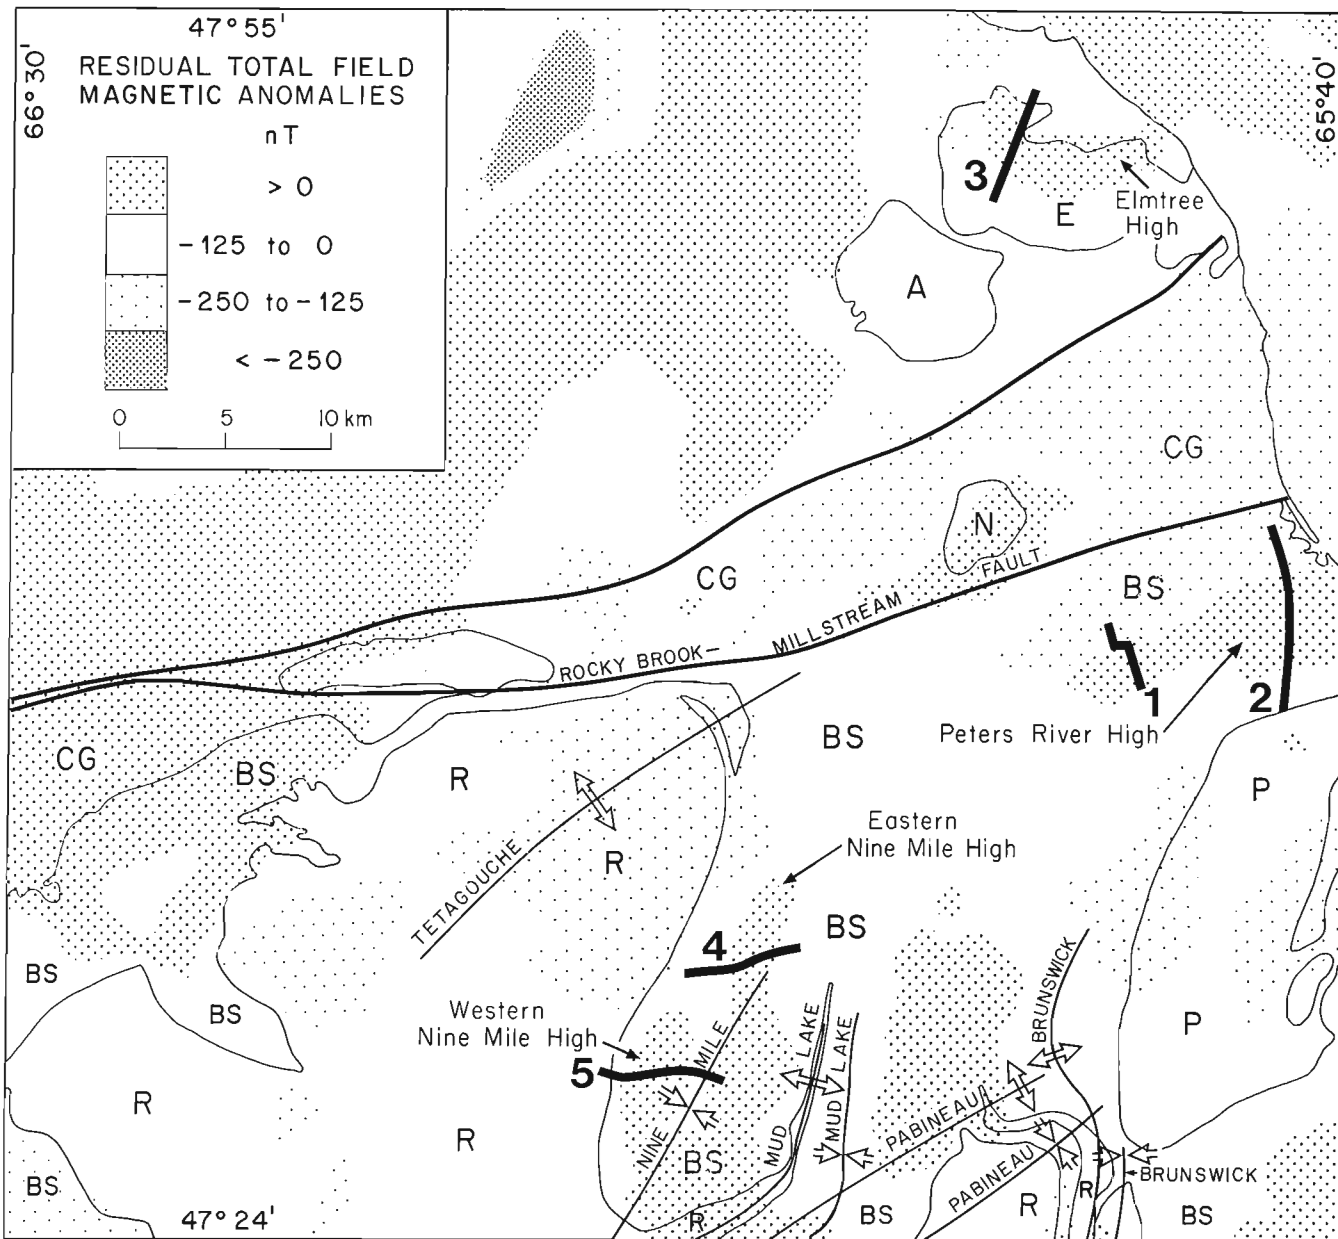 47°55'
66°30'
RESIDUAL TOTAL FIELD
MAGNETIC ANOMALIES
nT
> 0
-125 to 0
-250 to -125
< -250
0 5 10 km
65°40'
3
Elmtree
High
E
A
CG
N
CG
ROCKY BROOK—
MILLSTREAM
FAULT
BS
1
2
Peters River High
CG
BS
R
BS
P
TETAGOUCHE
R
Eastern
Nine Mile High
BS
4
BS
BS
Western
Nine Mile High
5
NINE
MILE
MUD
LAKE
MUD
LAKE
BRUNSWICK
P
PABINEAU
PABINEAU
R
R
BS
BS
47°24'
R
BS
R
R
BRUNSWICK
BS